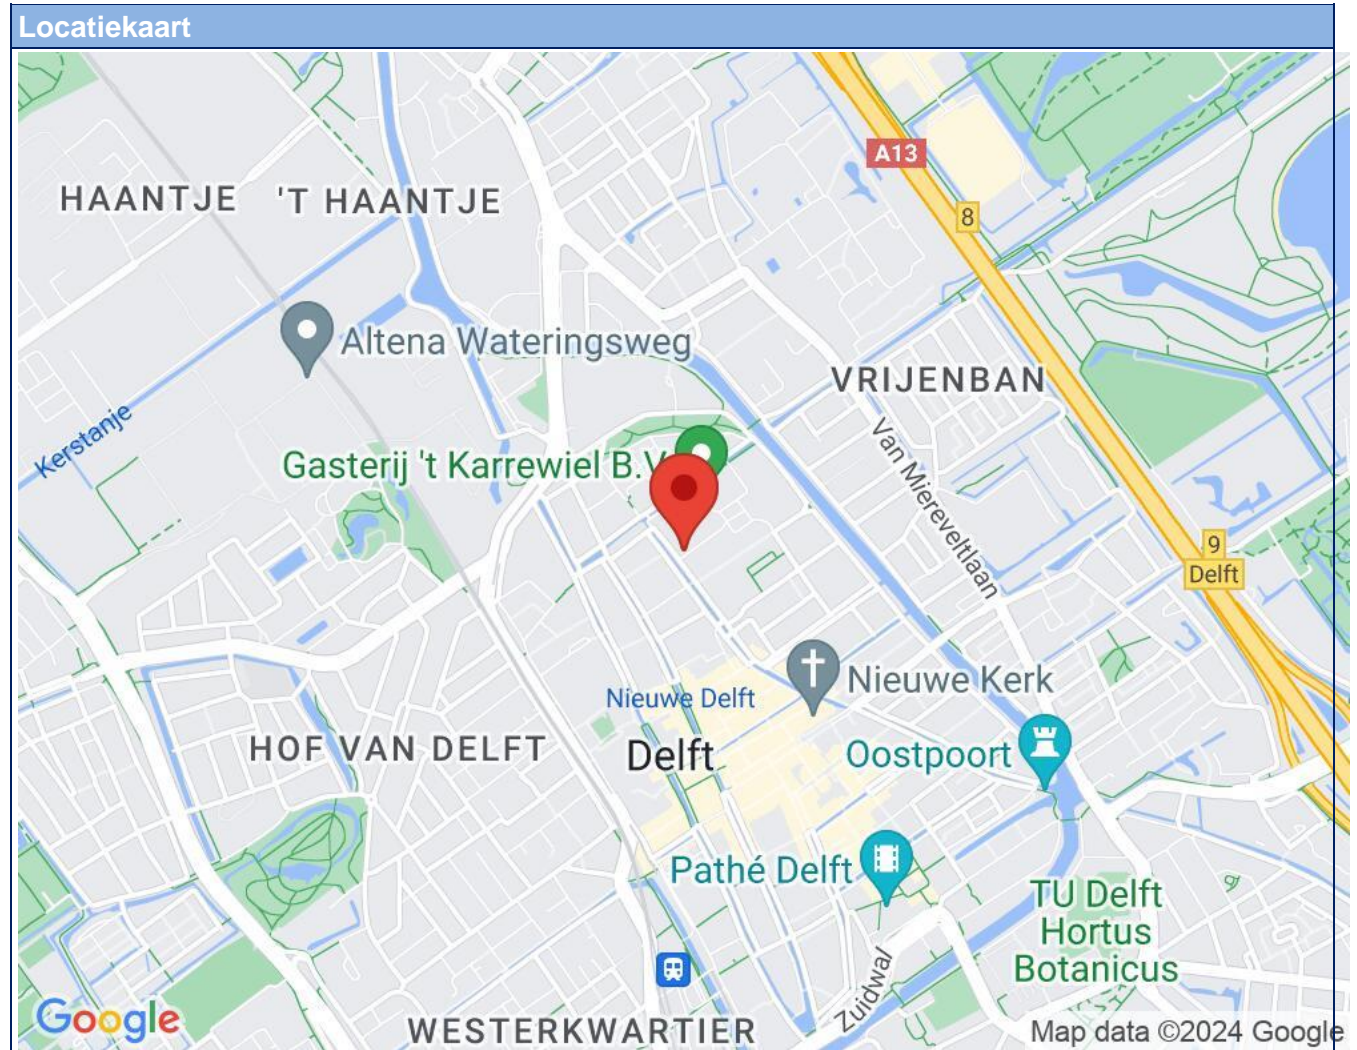 Locatiekaart
A13
HAANTJE
'T HAANTJE
8
Altena Wateringsweg
VRIJENBAN
Kerstanje
Van Miereveltlaan
Gasterij 't Karrewiel B.V
9
Delft
Nieuwe Kerk
Nieuwe Delft
HOF VAN DELFT
Delft
Oostpoort
Pathé Delft
TU Delft
Hortus
Botanicus
Zuidwal
Google
WESTERKWARTIER
Map data ©2024 Google